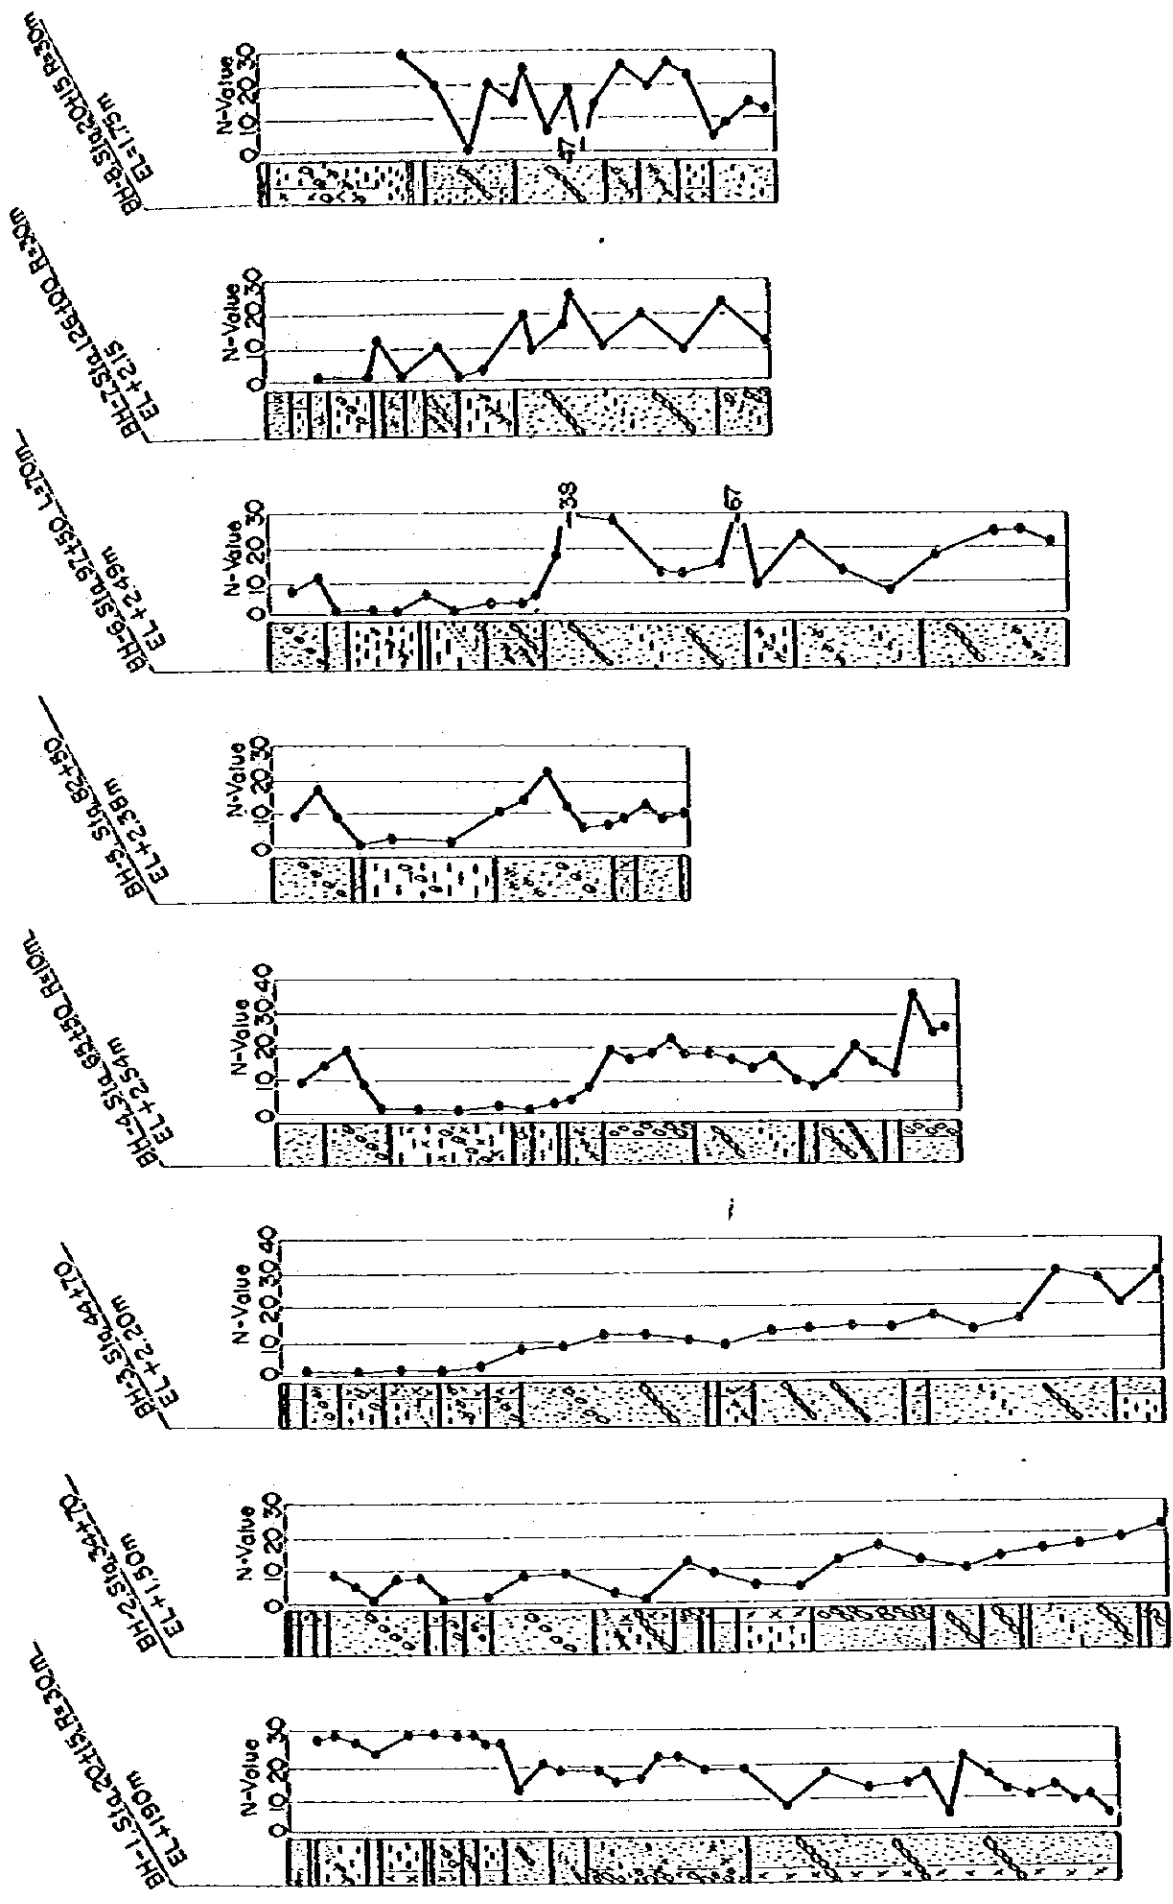 BH-8, Sta. 20+15 R=30m
EL=1.75m
N-Value
0 10 20 30
47
BH-7, Sta. 126+00, R=30m
EL +2.15
N-Value
0 10 20 30
BH-6, Sta. 97+50 L=70m
EL +2.49m
N-Value
0 10 20 30
38
67
BH-5, Sta. 82+50
EL +2.38m
N-Value
0 10 20 30
BH-4, Sta. 65+50 R=10m
EL +2.54m
N-Value
0 10 20 30 40
BH-3, Sta. 44+70
EL +2.20m
N-Value
0 10 20 30 40
BH-2, Sta. 34+70
EL +1.50m
N-Value
0 10 20 30
BH-1, Sta. 20+15, R=30m
EL +1.90m
N-Value
0 10 20 30